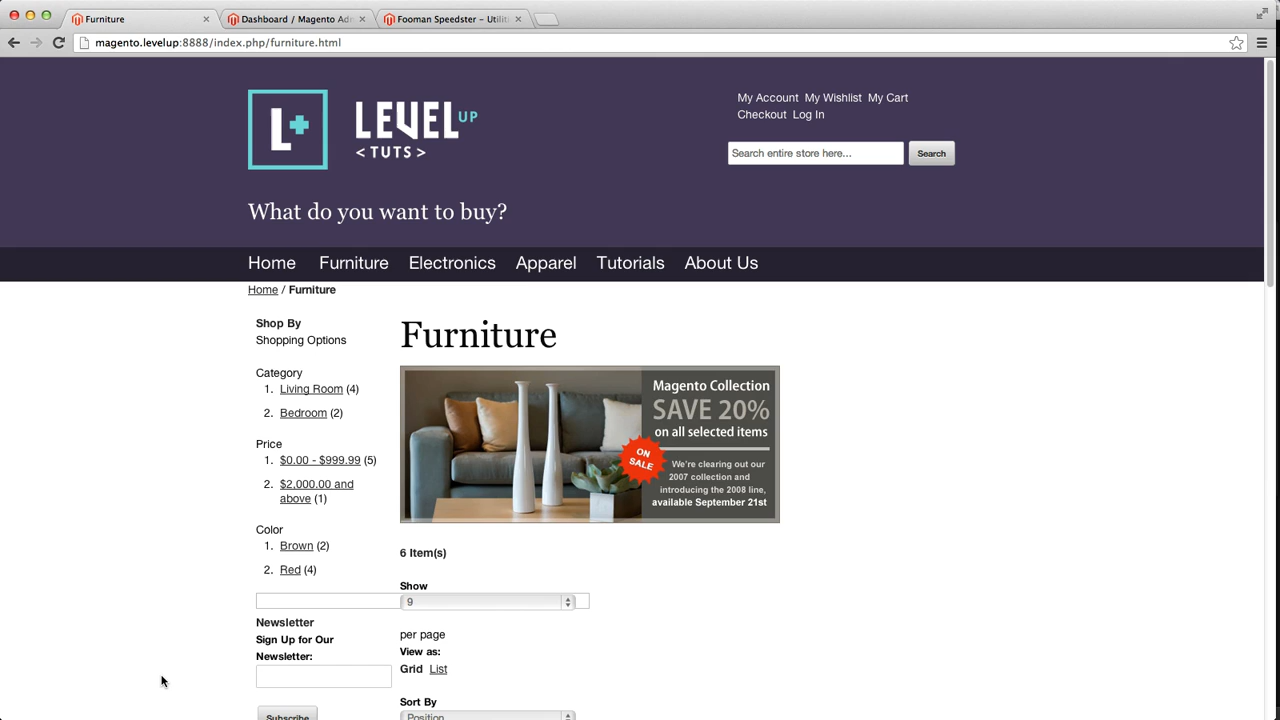 Furniture
Dashboard / Magento Ad
Fooman Speedster – Utili
magento.levelup:8888/index.php/furniture.html
L+
LEVEL UP
<TUTS>
My Account My Wishlist My Cart
Checkout Log In
Search entire store here...
Search
What do you want to buy?
Home Furniture Electronics Apparel Tutorials About Us
Home / Furniture
Shop By
Shopping Options
Category
1. Living Room (4)
2. Bedroom (2)
Price
1. $0.00 - $999.99 (5)
2. $2,000.00 and
above (1)
Color
1. Brown (2)
2. Red (4)
Newsletter
Sign Up for Our
Newsletter:
Subscribe
Furniture
Magento Collection
SAVE 20%
on all selected items
ON
SALE
We're clearing out our
2007 collection and
introducing the 2008 line,
available September 21st
6 Item(s)
Show
9
per page
View as:
Grid List
Sort By
Position